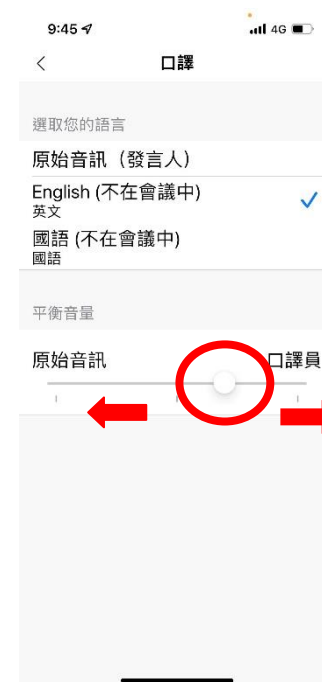 9:45
4G
口譯
選取您的語言
原始音訊（發言人）
English (不在會議中)
英文
國語 (不在會議中)
國語
平衡音量
原始音訊 口譯員